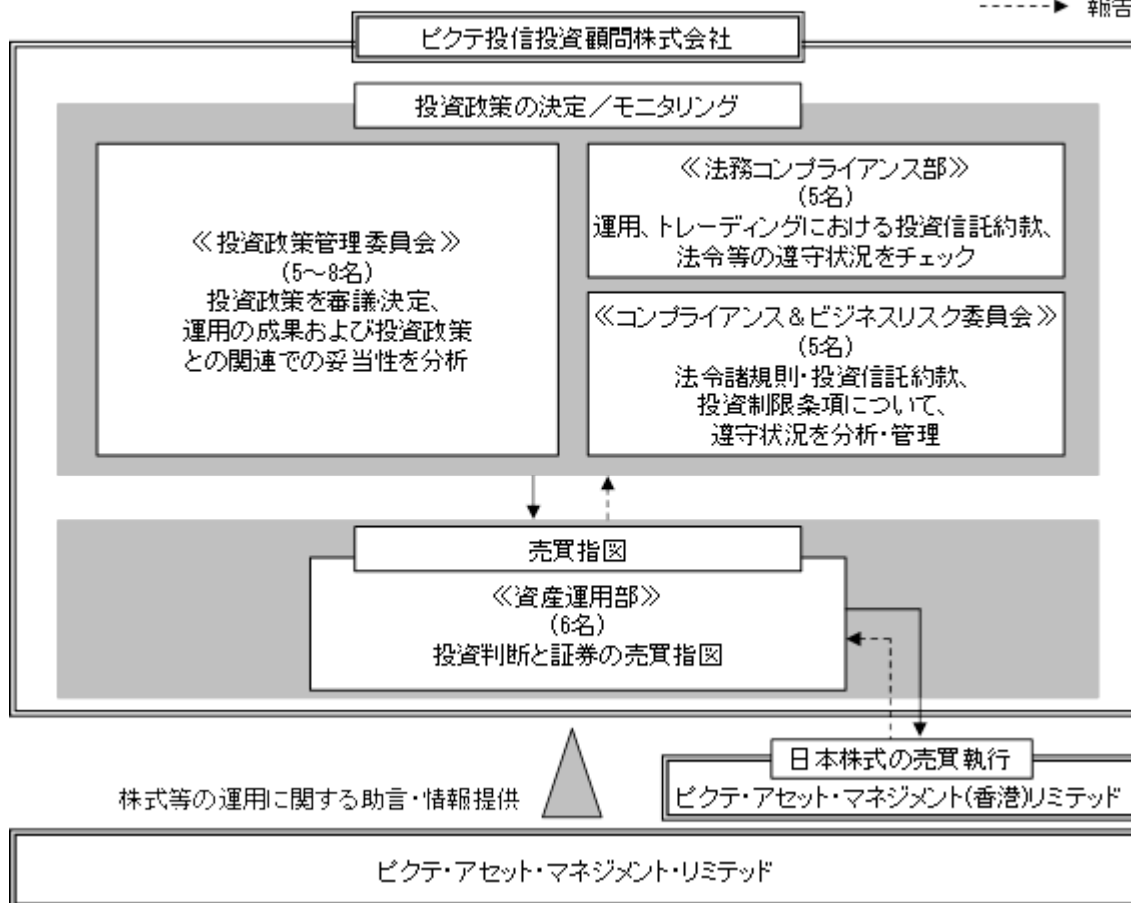 報告
ピクテ投信投資顧問株式会社
投資政策の決定／モニタリング
≪投資政策管理委員会≫
(5～8名)
投資政策を審議・決定、
運用の成果および投資政策
との関連での妥当性を分析
≪法務コンプライアンス部≫
(5名)
運用、トレーディングにおける投資信託約款、
法令等の遵守状況をチェック
≪コンプライアンス＆ビジネスリスク委員会≫
(5名)
法令諸規則・投資信託約款、
投資制限条項について、
遵守状況を分析・管理
売買指図
≪資産運用部≫
(6名)
投資判断と証券の売買指図
日本株式の売買執行
ピクテ・アセット・マネジメント(香港)リミテッド
株式等の運用に関する助言・情報提供
ピクテ・アセット・マネジメント・リミテッド